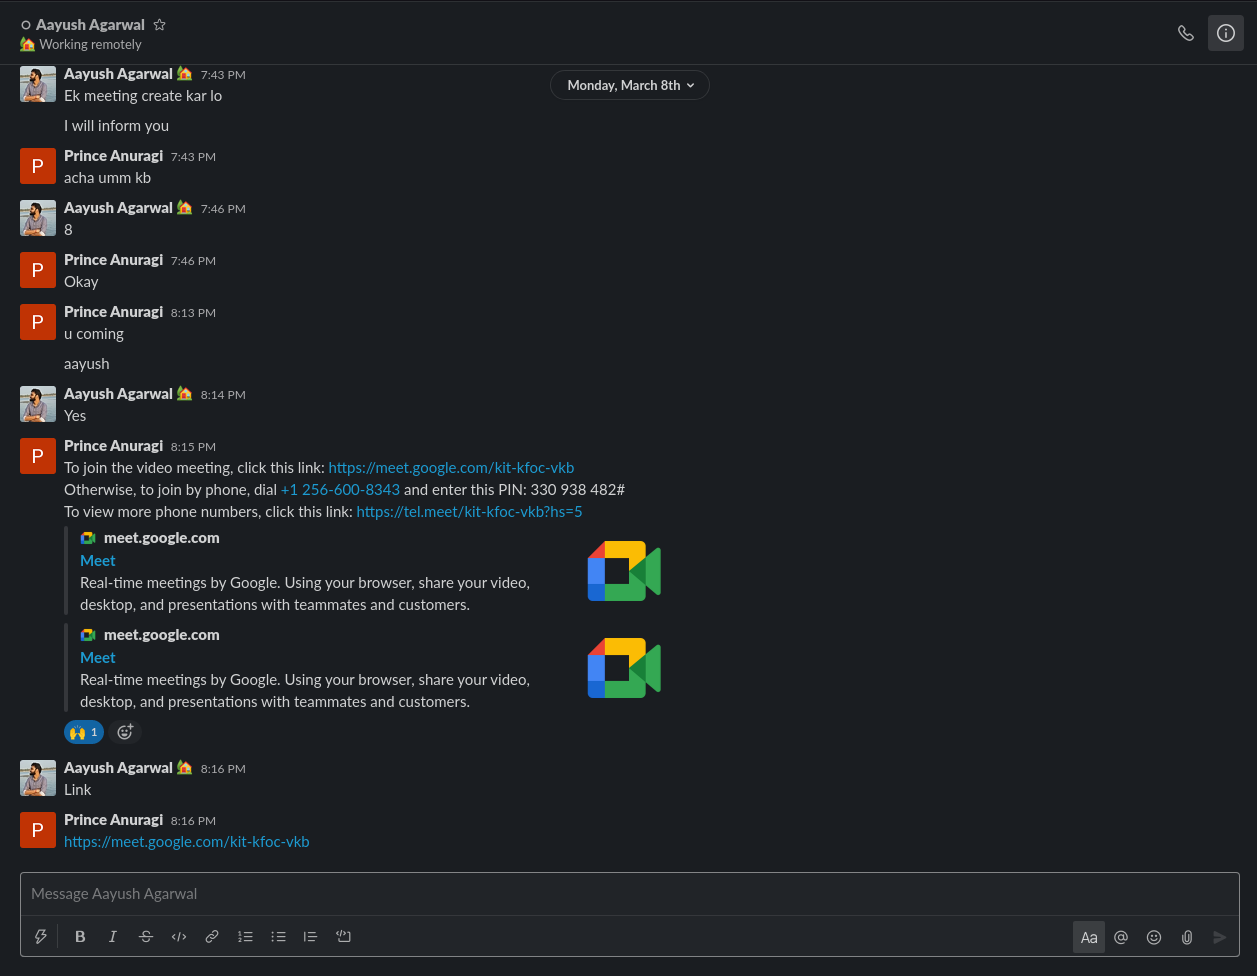 Aayush Agarwal
Working remotely
Monday, March 8th
Aayush Agarwal 7:43 PM
Ek meeting create kar lo
I will inform you
P
Prince Anuragi 7:43 PM
acha umm kb
Aayush Agarwal 7:46 PM
8
P
Prince Anuragi 7:46 PM
Okay
P
Prince Anuragi 8:13 PM
u coming
aayush
Aayush Agarwal 8:14 PM
Yes
P
Prince Anuragi 8:15 PM
To join the video meeting, click this link: https://meet.google.com/kit-kfoc-vkb
Otherwise, to join by phone, dial +1 256-600-8343 and enter this PIN: 330 938 482#
To view more phone numbers, click this link: https://tel.meet/kit-kfoc-vkb?hs=5
meet.google.com
Meet
Real-time meetings by Google. Using your browser, share your video,
desktop, and presentations with teammates and customers.
meet.google.com
Meet
Real-time meetings by Google. Using your browser, share your video,
desktop, and presentations with teammates and customers.
1
Aayush Agarwal 8:16 PM
Link
P
Prince Anuragi 8:16 PM
https://meet.google.com/kit-kfoc-vkb
Message Aayush Agarwal
B I S </> Aa @